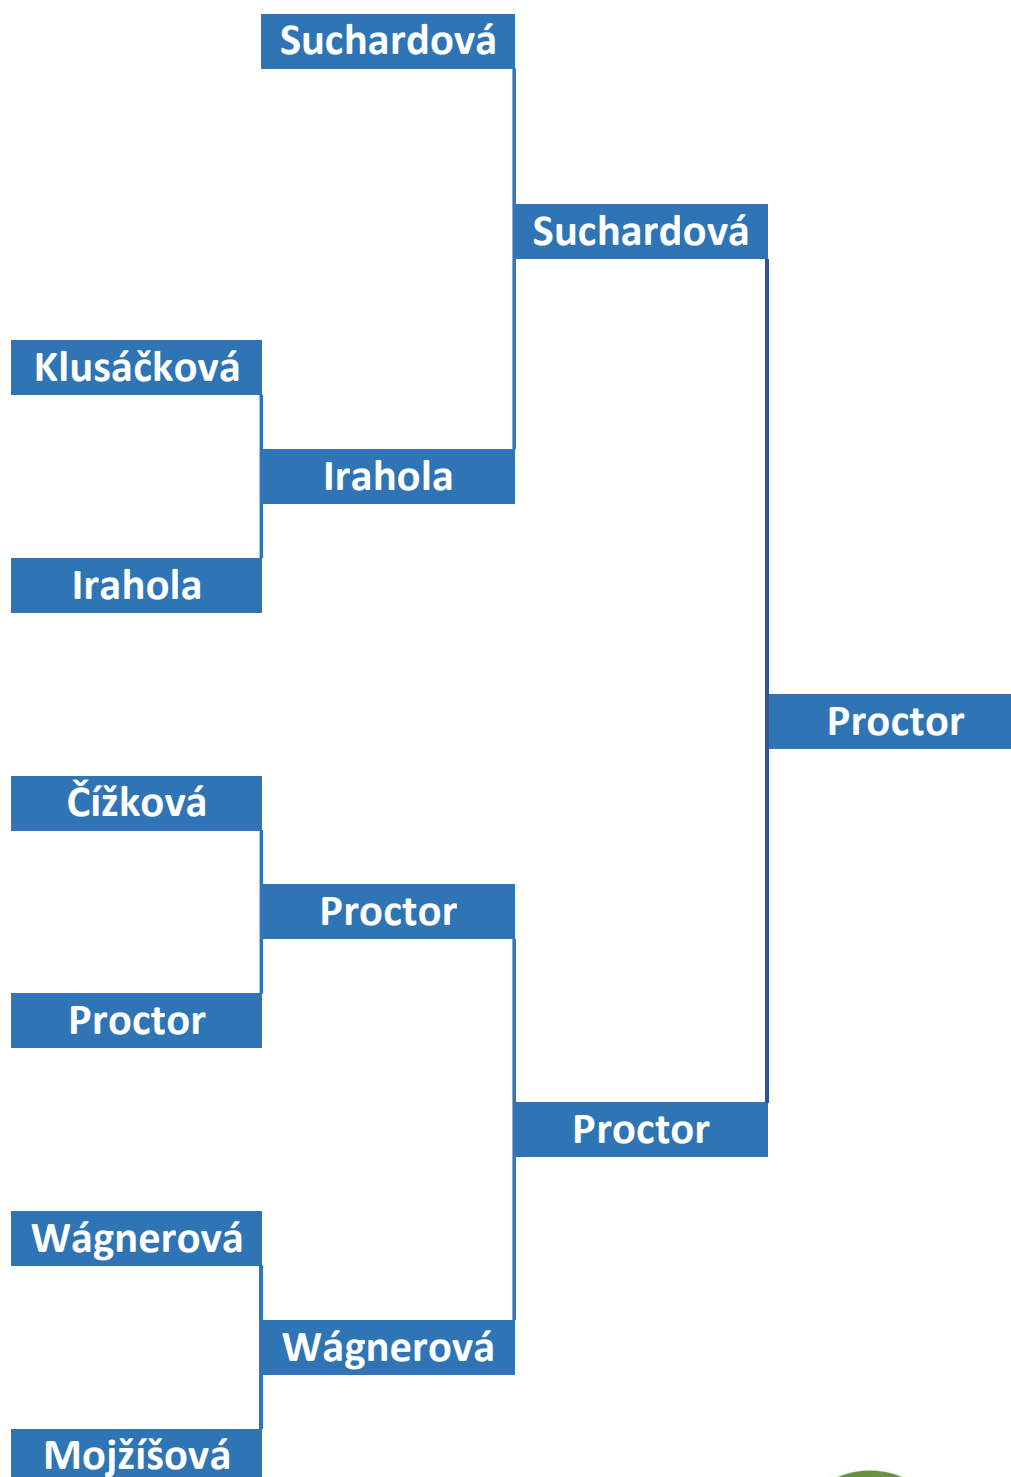 Suchardová
Suchardová
Klusáčková
Irahola
Irahola
Proctor
Čížková
Proctor
Proctor
Proctor
Wágnerová
Wágnerová
Mojžíšová